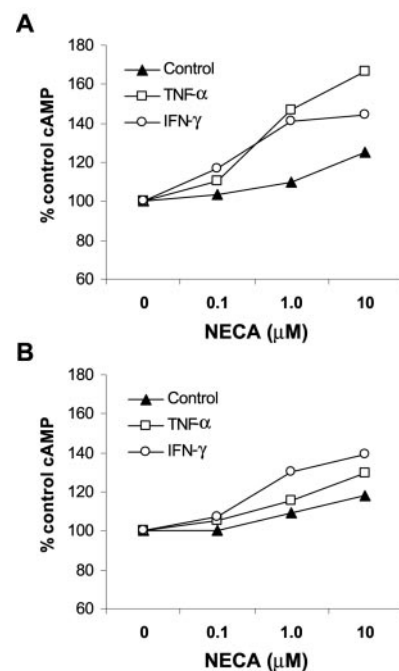 A
180
160
140
120
100
80
60
% control cAMP
Control
TNF-α
IFN-γ
0 0.1 1.0 10
NECA (μM)
B
180
160
140
120
100
80
60
% control cAMP
Control
TNF-α
IFN-γ
0 0.1 1.0 10
NECA (μM)